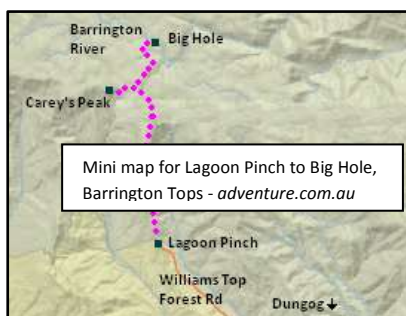 Barrington
River
Big Hole
Carey's Peak
Mini map for Lagoon Pinch to Big Hole,
Barrington Tops - adventure.com.au
Lagoon Pinch
Williams Top
Forest Rd
Dungog